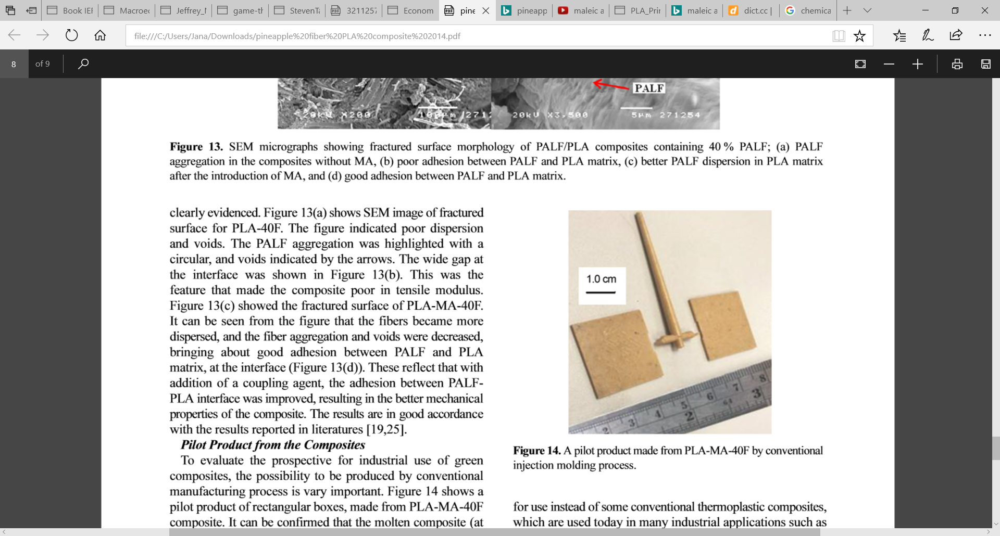 Book IEF
Macroec
Jeffrey_
game-th
StevenTa
3211257
Econom
pine
pineapp
maleic a
PLA_Prir
maleic a
dict.cc |
chemica
file:///C:/Users/Jana/Downloads/pineapple%20fiber%20PLA%20composite%202014.pdf
8 of 9
PALF
20kV X200 100μm
20kV X3,500 5μm 271254
Figure 13. SEM micrographs showing fractured surface morphology of PALF/PLA composites containing 40 % PALF; (a) PALF
aggregation in the composites without MA, (b) poor adhesion between PALF and PLA matrix, (c) better PALF dispersion in PLA matrix
after the introduction of MA, and (d) good adhesion between PALF and PLA matrix.
clearly evidenced. Figure 13(a) shows SEM image of fractured
surface for PLA-40F. The figure indicated poor dispersion
and voids. The PALF aggregation was highlighted with a
circular, and voids indicated by the arrows. The wide gap at
the interface was shown in Figure 13(b). This was the
feature that made the composite poor in tensile modulus.
Figure 13(c) showed the fractured surface of PLA-MA-40F.
It can be seen from the figure that the fibers became more
dispersed, and the fiber aggregation and voids were decreased,
bringing about good adhesion between PALF and PLA
matrix, at the interface (Figure 13(d)). These reflect that with
addition of a coupling agent, the adhesion between PALF-
PLA interface was improved, resulting in the better mechanical
properties of the composite. The results are in good accordance
with the results reported in literatures [19,25].
Pilot Product from the Composites
To evaluate the prospective for industrial use of green
composites, the possibility to be produced by conventional
manufacturing process is vary important. Figure 14 shows a
pilot product of rectangular boxes, made from PLA-MA-40F
composite. It can be confirmed that the molten composite (at
1.0 cm
2 3 4 5 6 7 8
2 64 3
Figure 14. A pilot product made from PLA-MA-40F by conventional
injection molding process.
for use instead of some conventional thermoplastic composites,
which are used today in many industrial applications such as